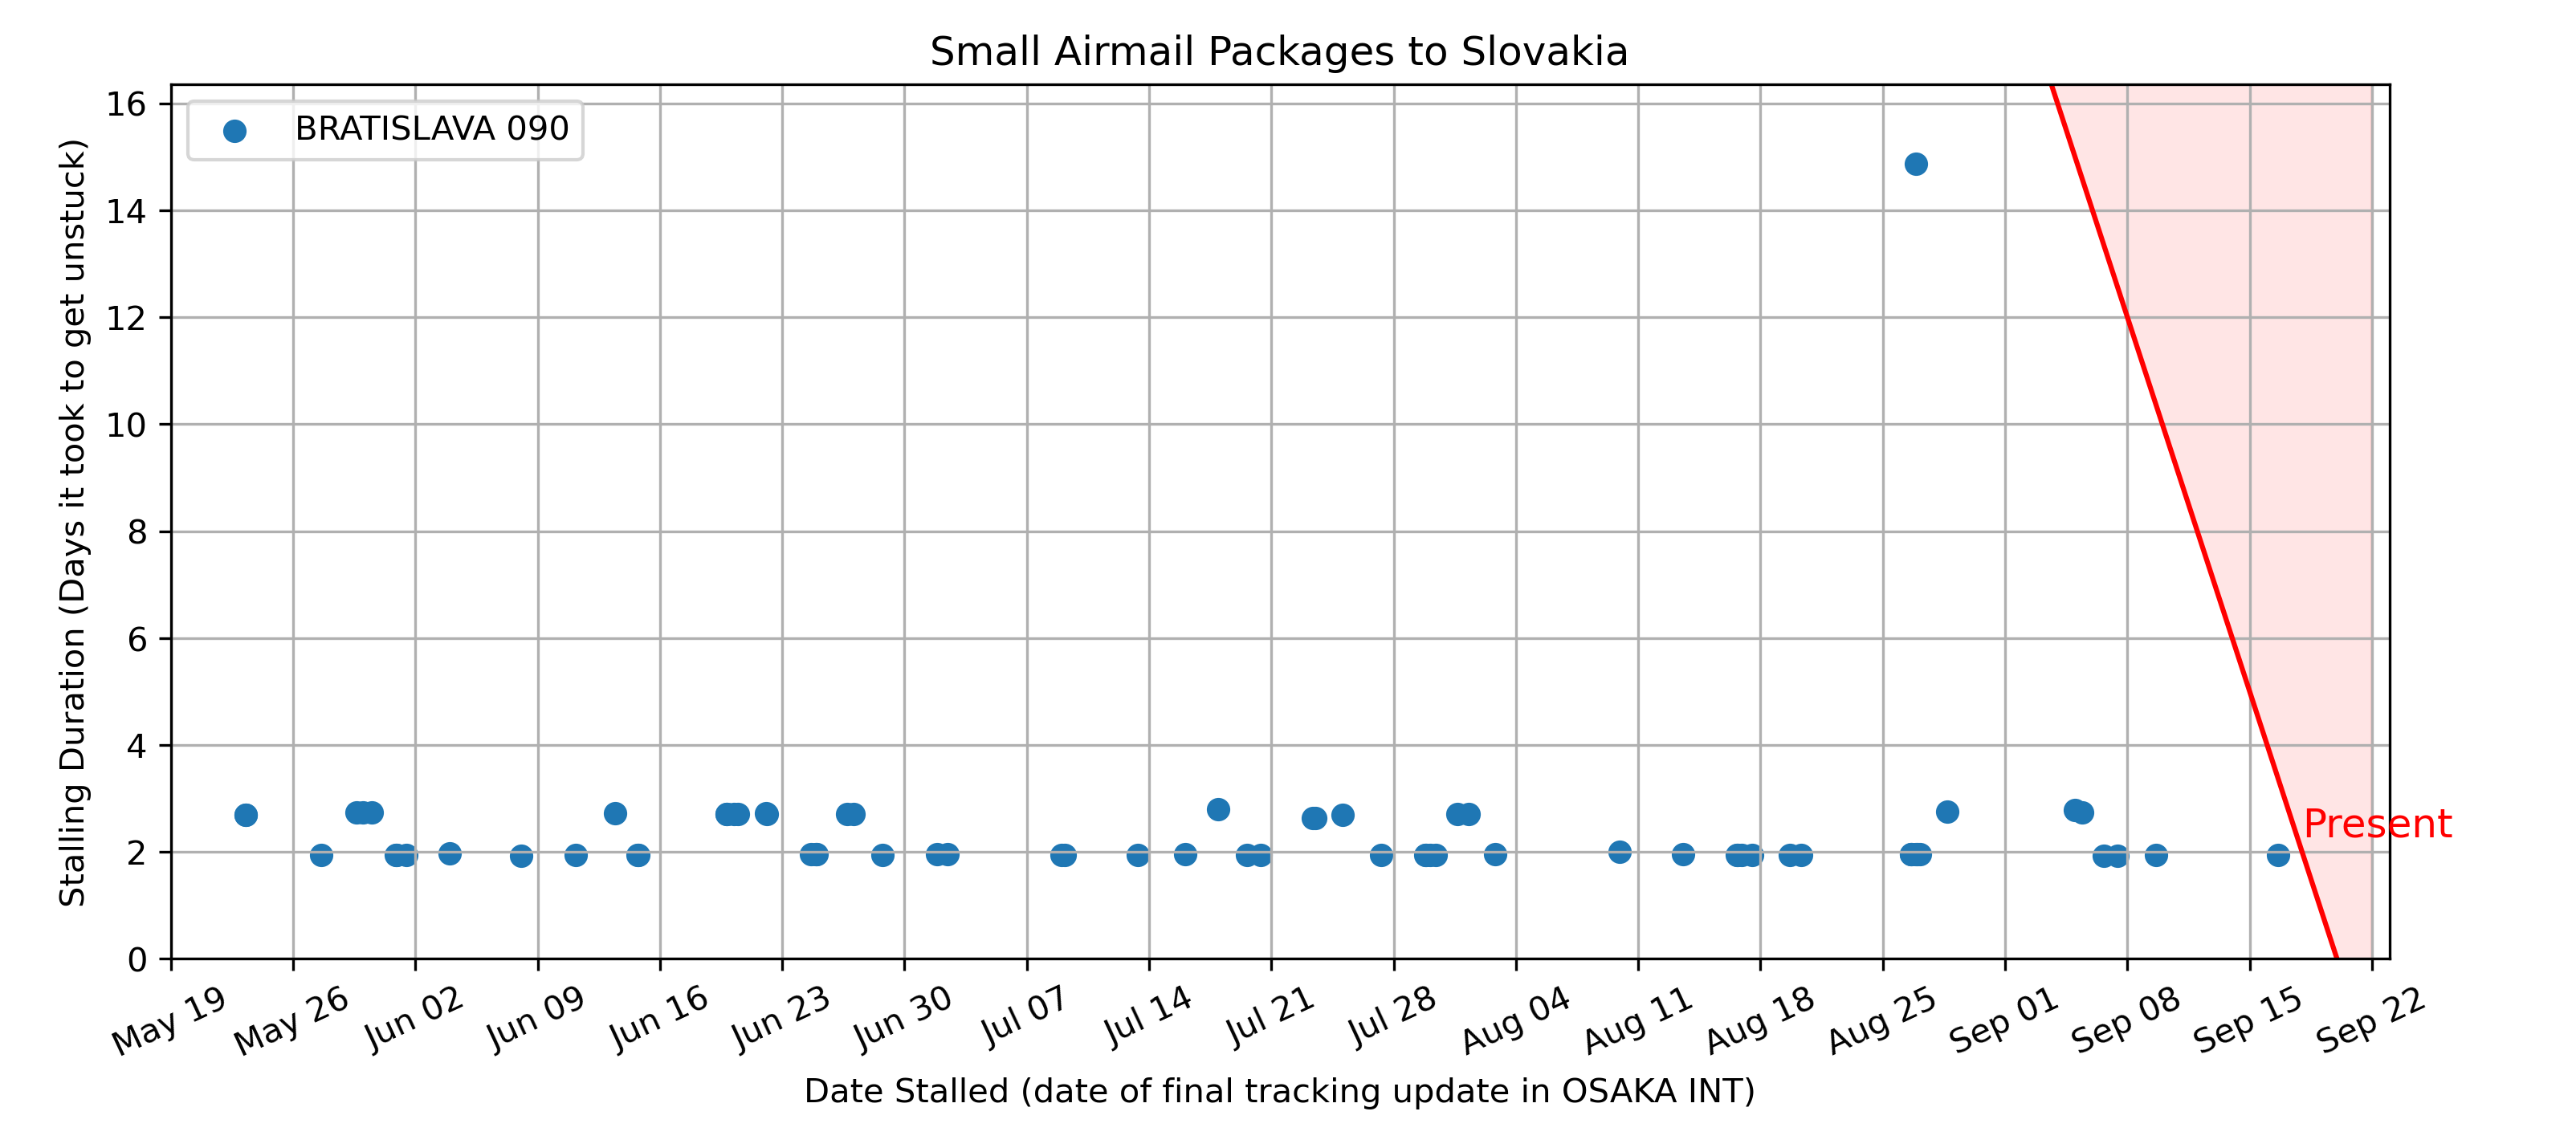 Small Airmail Packages to Slovakia
BRATISLAVA 090
Stalling Duration (Days it took to get unstuck)
16
14
12
10
8
6
4
2
0
Present
May 19 May 26 Jun 02 Jun 09 Jun 16 Jun 23 Jun 30 Jul 07 Jul 14 Jul 21 Jul 28 Aug 04 Aug 11 Aug 18 Aug 25 Sep 01 Sep 08 Sep 15 Sep 22
Date Stalled (date of final tracking update in OSAKA INT)